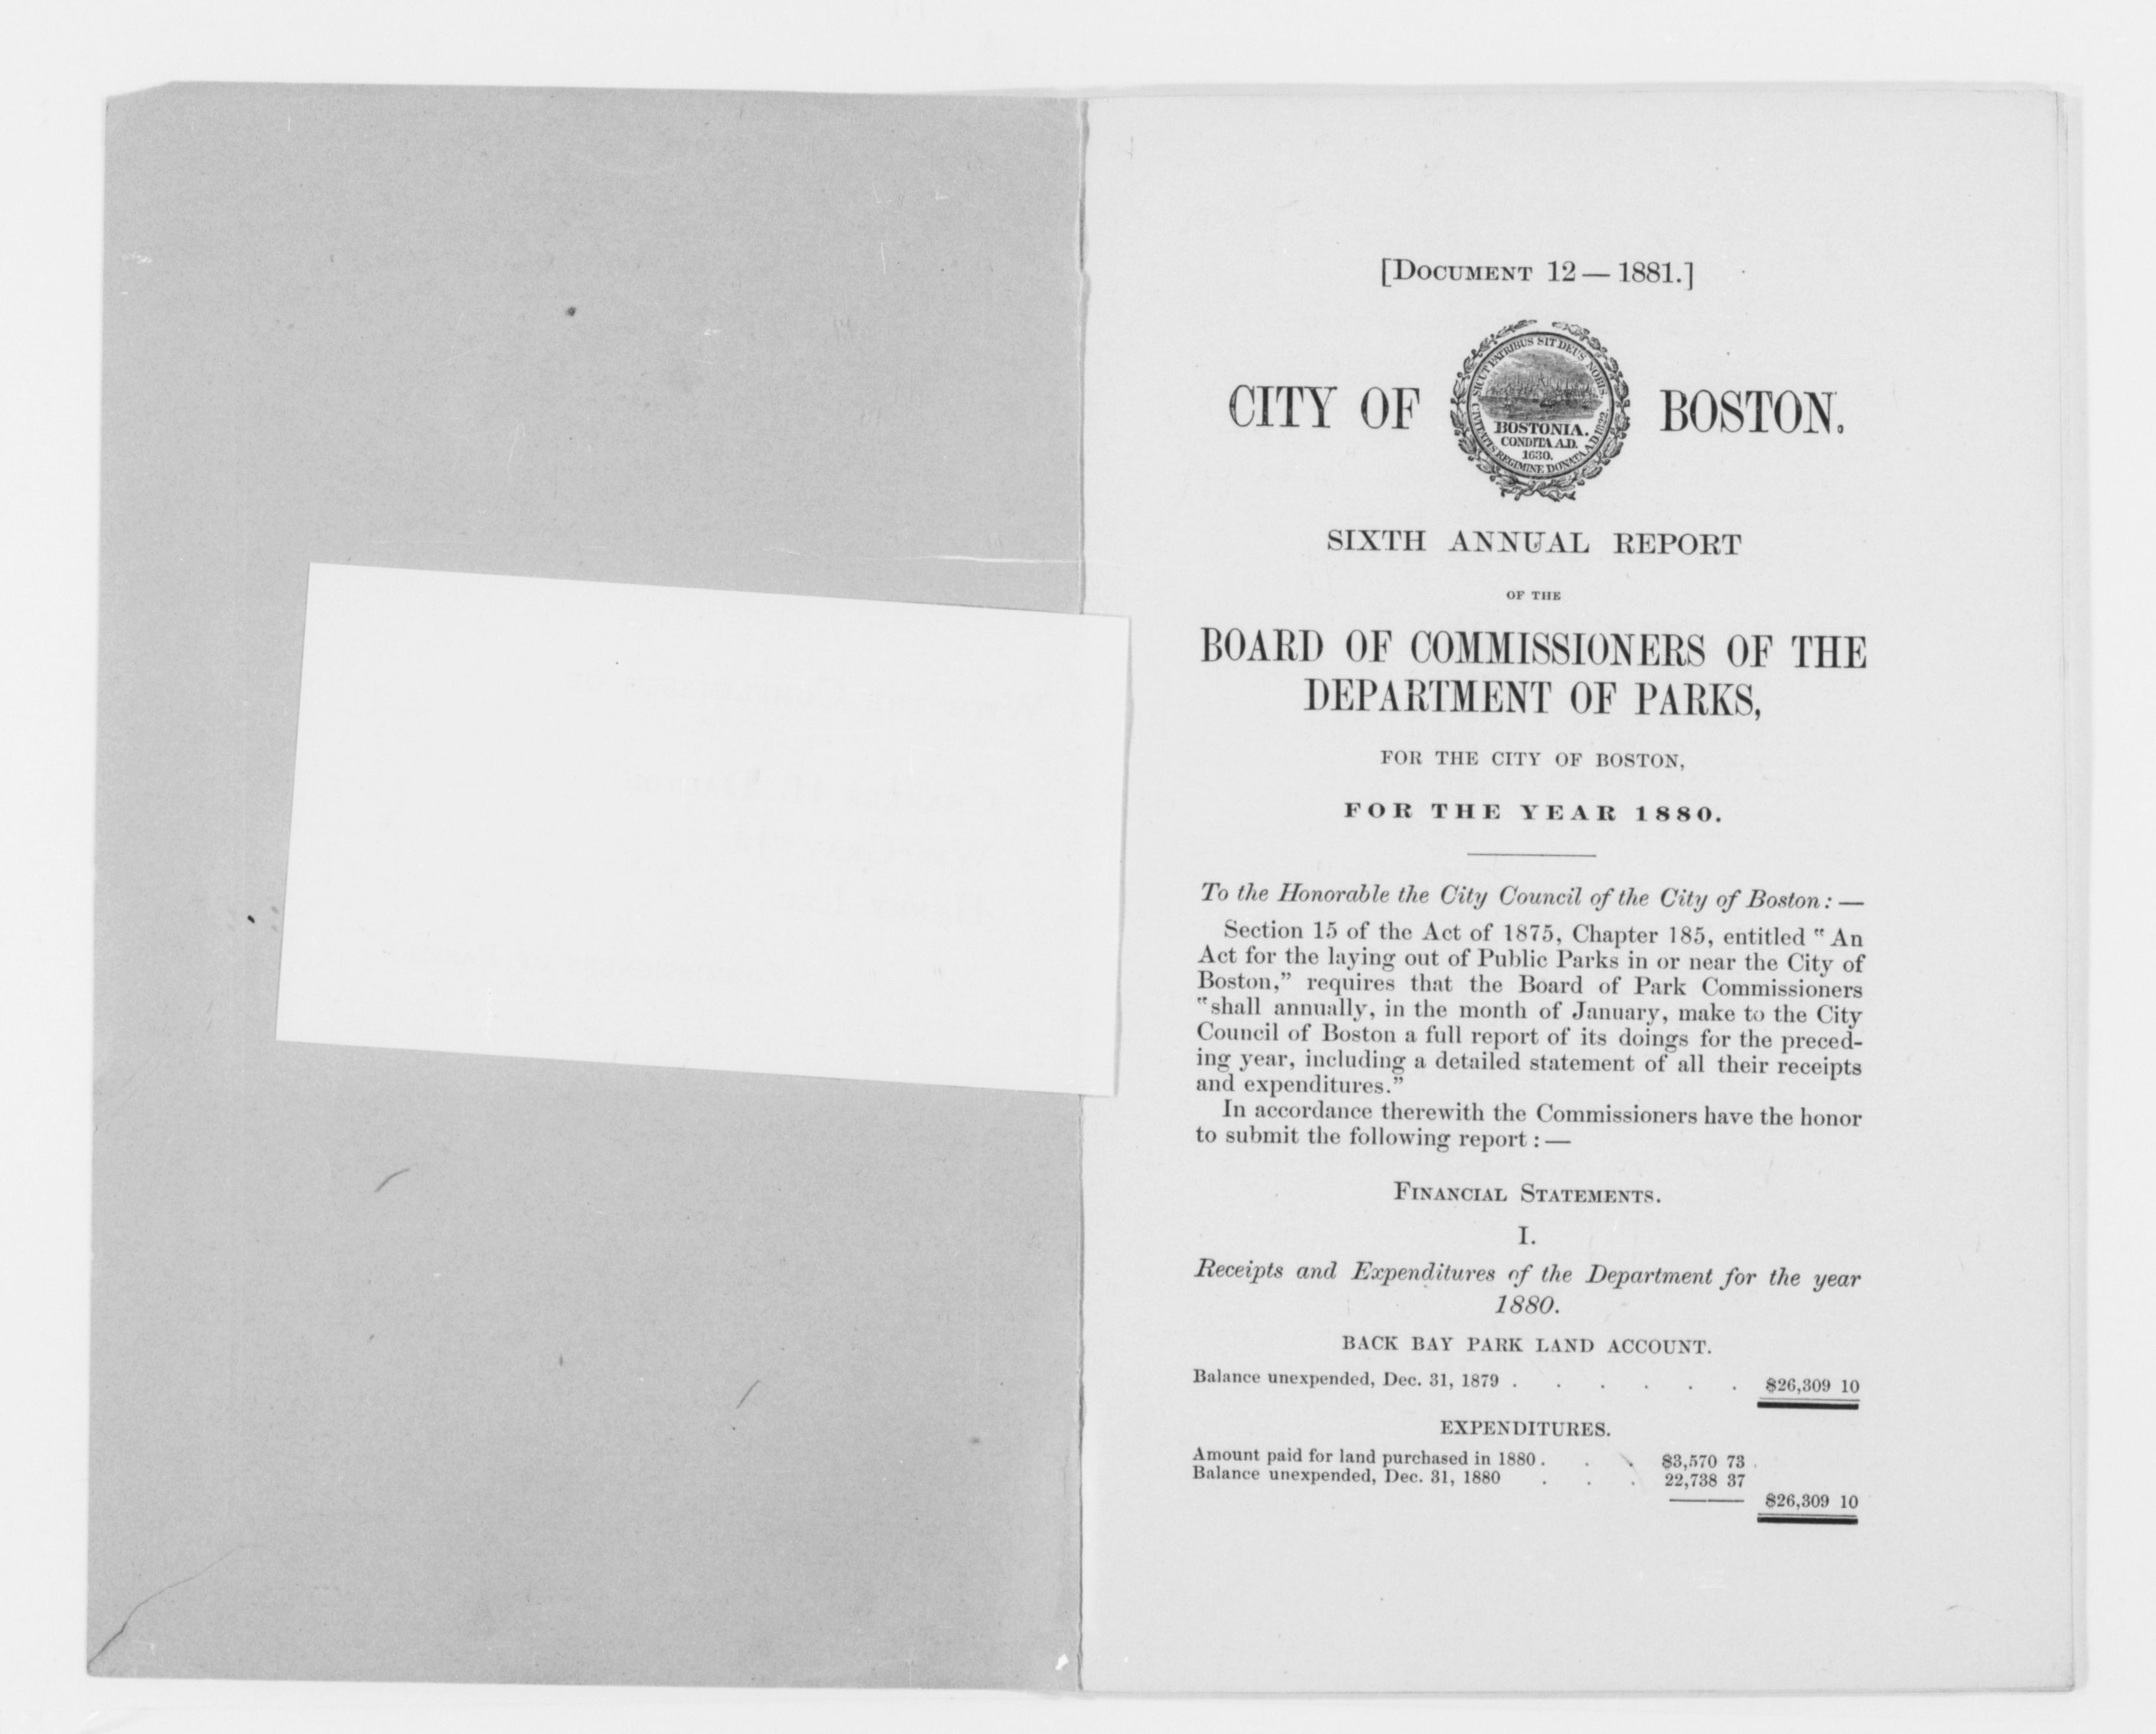 [DOCUMENT 12 — 1881.]
CITY OF BOSTON.
SICUT PATRIBUS SIT DEUS NOBIS.
BOSTONIA.
CONDITA A.D.
1630.
CIVITATIS REGIMINE DONATA A.D. 1822.
SIXTH ANNUAL REPORT
OF THE
BOARD OF COMMISSIONERS OF THE
DEPARTMENT OF PARKS,
FOR THE CITY OF BOSTON,
FOR THE YEAR 1880.
To the Honorable the City Council of the City of Boston: —
Section 15 of the Act of 1875, Chapter 185, entitled "An
Act for the laying out of Public Parks in or near the City of
Boston," requires that the Board of Park Commissioners
"shall annually, in the month of January, make to the City
Council of Boston a full report of its doings for the preced-
ing year, including a detailed statement of all their receipts
and expenditures."
In accordance therewith the Commissioners have the honor
to submit the following report: —
FINANCIAL STATEMENTS.
I.
Receipts and Expenditures of the Department for the year
1880.
BACK BAY PARK LAND ACCOUNT.
Balance unexpended, Dec. 31, 1879 . . . . . . $26,309 10
EXPENDITURES.
Amount paid for land purchased in 1880 . . . $3,570 73
Balance unexpended, Dec. 31, 1880 . . . 22,738 37
$26,309 10